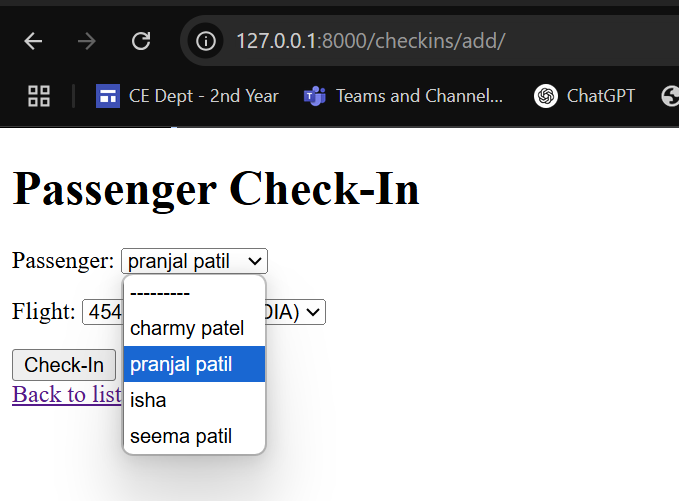 127.0.0.1:8000/checkins/add/
CE Dept - 2nd Year Teams and Channel... ChatGPT
Passenger Check-In
Passenger: pranjal patil
---------
Flight: 454 DIA)
charmy patel
Check-In pranjal patil
Back to list isha
seema patil